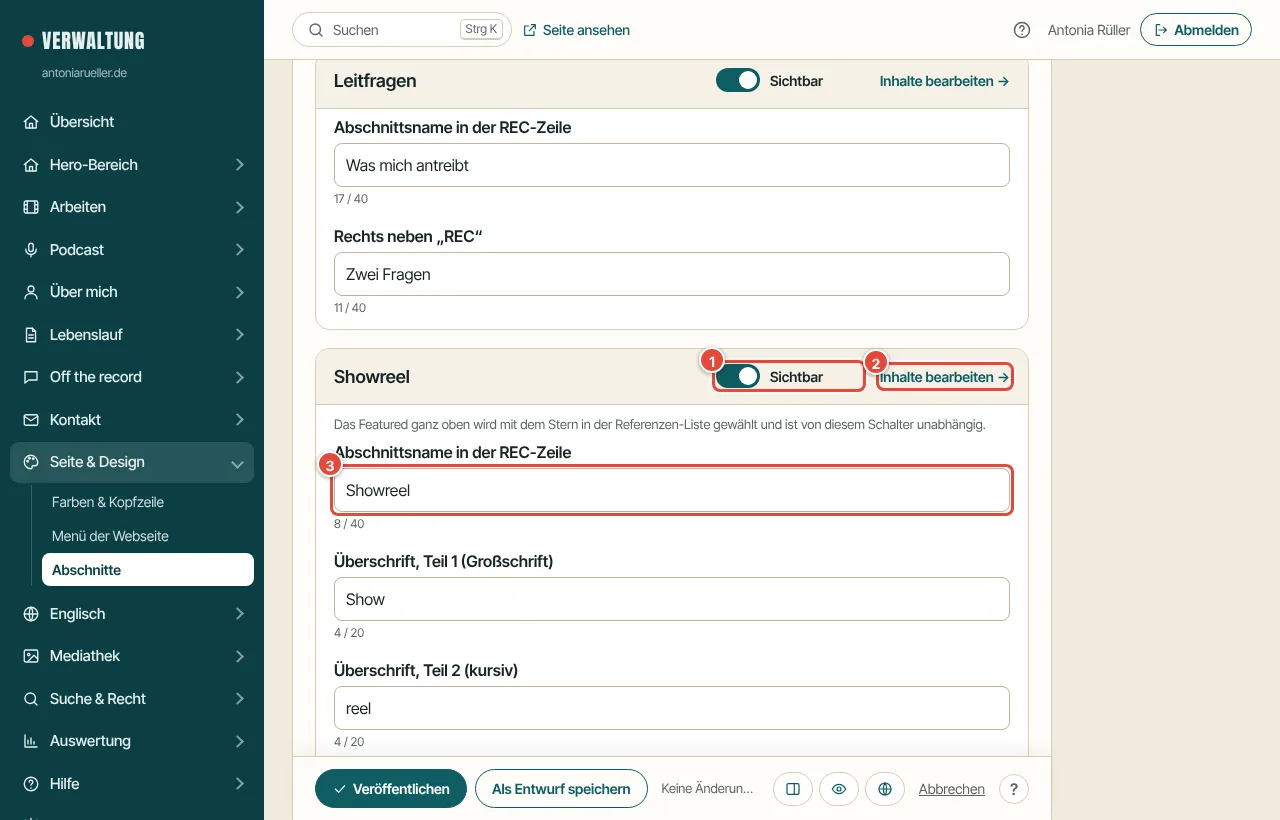 VERWALTUNG
antoniarueller.de
Übersicht
Hero-Bereich
Arbeiten
Podcast
Über mich
Lebenslauf
Off the record
Kontakt
Seite & Design
Farben & Kopfzeile
Menü der Webseite
Abschnitte
Englisch
Mediathek
Suche & Recht
Auswertung
Hilfe
Suchen Strg K Seite ansehen ? Antonia Rüller Abmelden
Leitfragen Sichtbar Inhalte bearbeiten →
Abschnittsname in der REC-Zeile
Was mich antreibt
17 / 40
Rechts neben „REC“
Zwei Fragen
11 / 40
1 2
Showreel Sichtbar Inhalte bearbeiten →
Das Featured ganz oben wird mit dem Stern in der Referenzen-Liste gewählt und ist von diesem Schalter unabhängig.
Abschnittsname in der REC-Zeile
3
Showreel
8 / 40
Überschrift, Teil 1 (Großschrift)
Show
4 / 20
Überschrift, Teil 2 (kursiv)
reel
4 / 20
Veröffentlichen Als Entwurf speichern Keine Änderun... Abbrechen ?